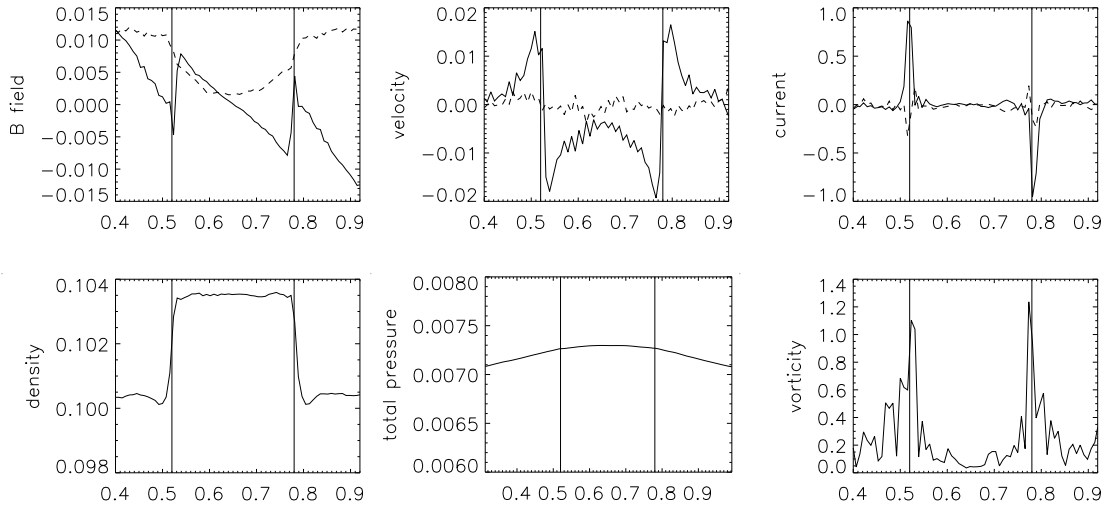 B field
0.015
0.010
0.005
0.000
−0.005
−0.010
−0.015
0.4 0.5 0.6 0.7 0.8 0.9
velocity
0.02
0.01
0.00
−0.01
−0.02
0.4 0.5 0.6 0.7 0.8 0.9
current
1.0
0.5
0.0
−0.5
−1.0
0.4 0.5 0.6 0.7 0.8 0.9
density
0.104
0.102
0.100
0.098
0.4 0.5 0.6 0.7 0.8 0.9
total pressure
0.0080
0.0075
0.0070
0.0065
0.0060
0.4 0.5 0.6 0.7 0.8 0.9
vorticity
1.4
1.2
1.0
0.8
0.6
0.4
0.2
0.0
0.4 0.5 0.6 0.7 0.8 0.9